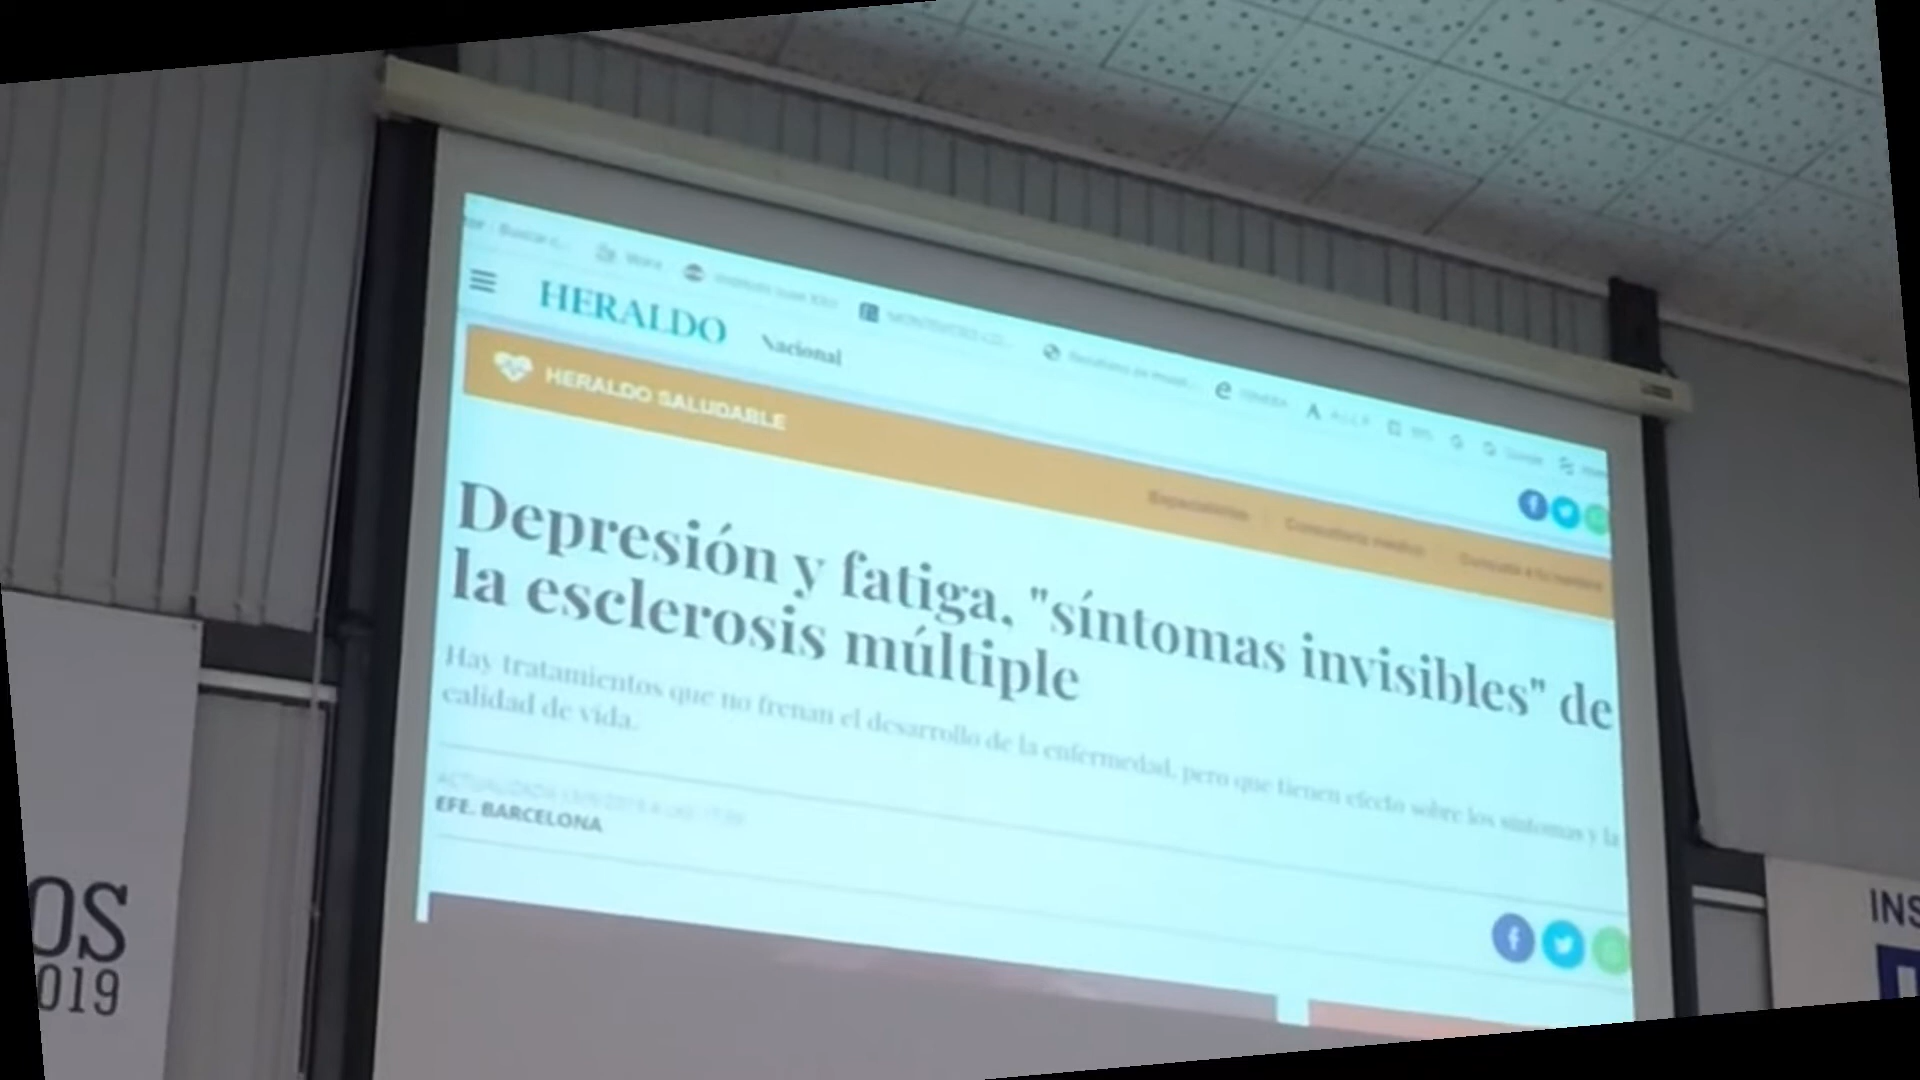 HERALDO
Nacional
HERALDO SALUDABLE
Depresión y fatiga, "síntomas invisibles" de
la esclerosis múltiple
Hay tratamientos que no frenan el desarrollo de la enfermedad, pero que tienen efecto sobre los síntomas y la
calidad de vida.
EFE. BARCELONA
OS
019
INS